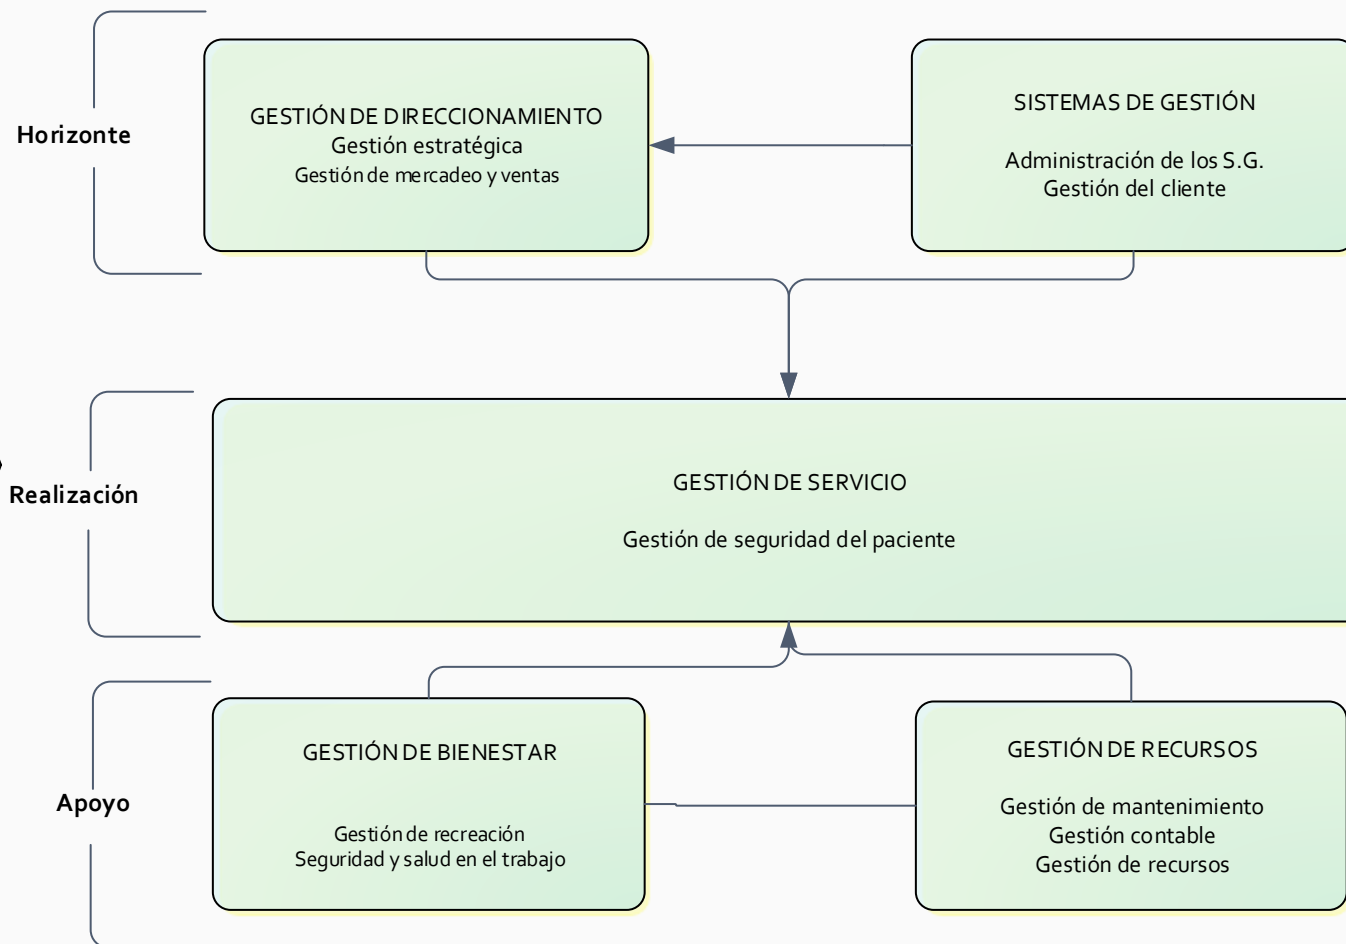 Horizonte
GESTIÓN DE DIRECCIONAMIENTO
Gestión estratégica
Gestión de mercadeo y ventas
SISTEMAS DE GESTIÓN
Administración de los S.G.
Gestión del cliente
Realización
GESTIÓN DE SERVICIO
Gestión de seguridad del paciente
Apoyo
GESTIÓN DE BIENESTAR
Gestión de recreación
Seguridad y salud en el trabajo
GESTIÓN DE RECURSOS
Gestión de mantenimiento
Gestión contable
Gestión de recursos